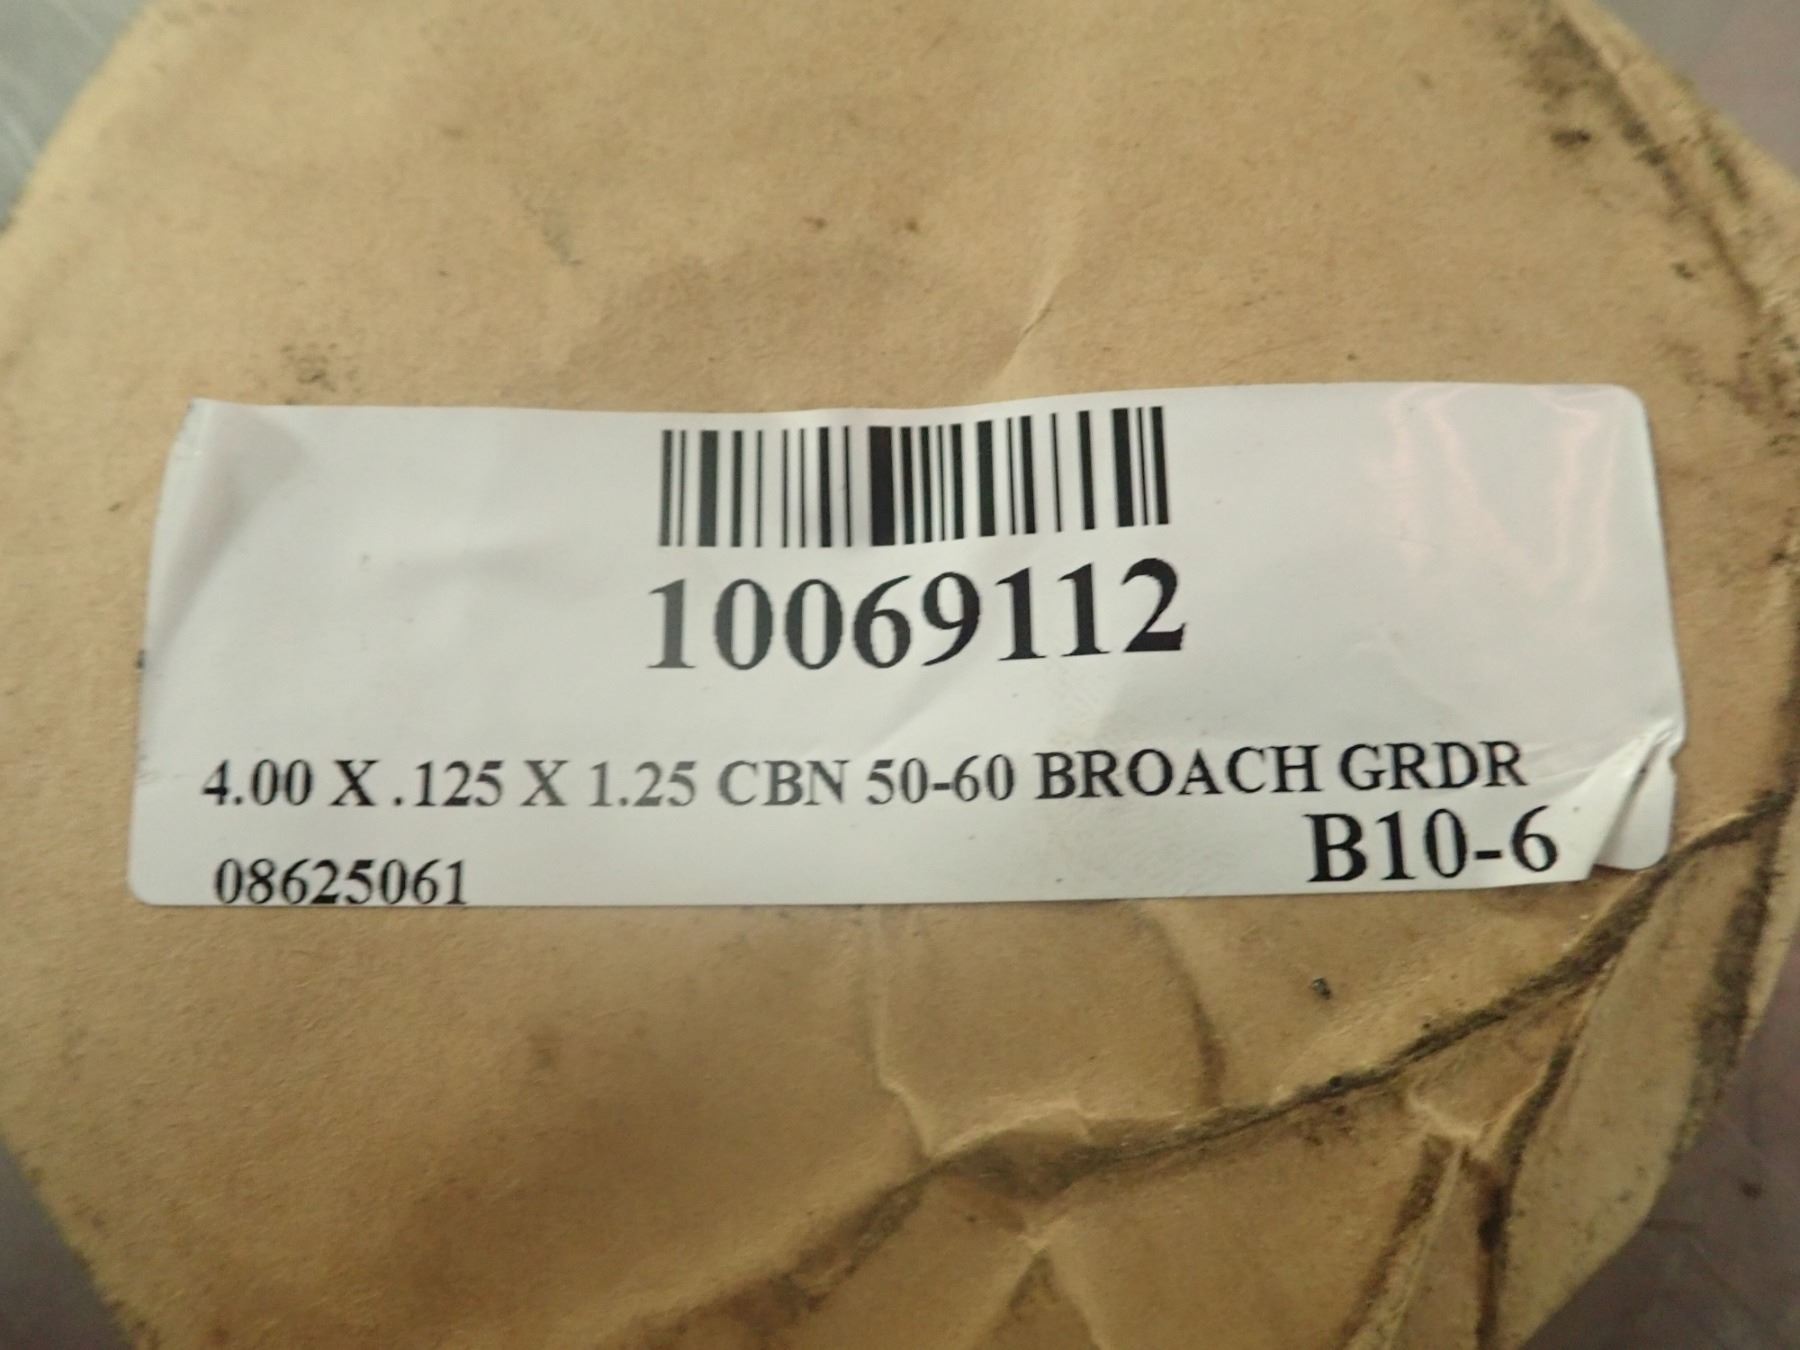 10069112
4.00 X .125 X 1.25 CBN 50-60 BROACH GRDR
B10-6
08625061